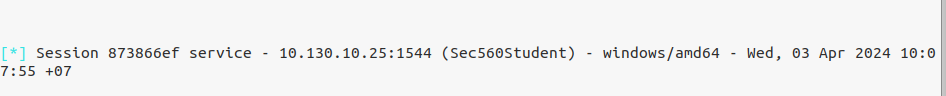 [*] Session 873866ef service - 10.130.10.25:1544 (Sec560Student) - windows/amd64 - Wed, 03 Apr 2024 10:0
7:55 +07